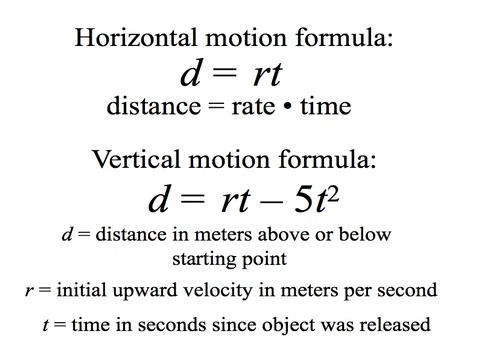 Horizontal motion formula:
d = rt
distance = rate • time
Vertical motion formula:
d = rt – 5t²
d = distance in meters above or below
starting point
r = initial upward velocity in meters per second
t = time in seconds since object was released